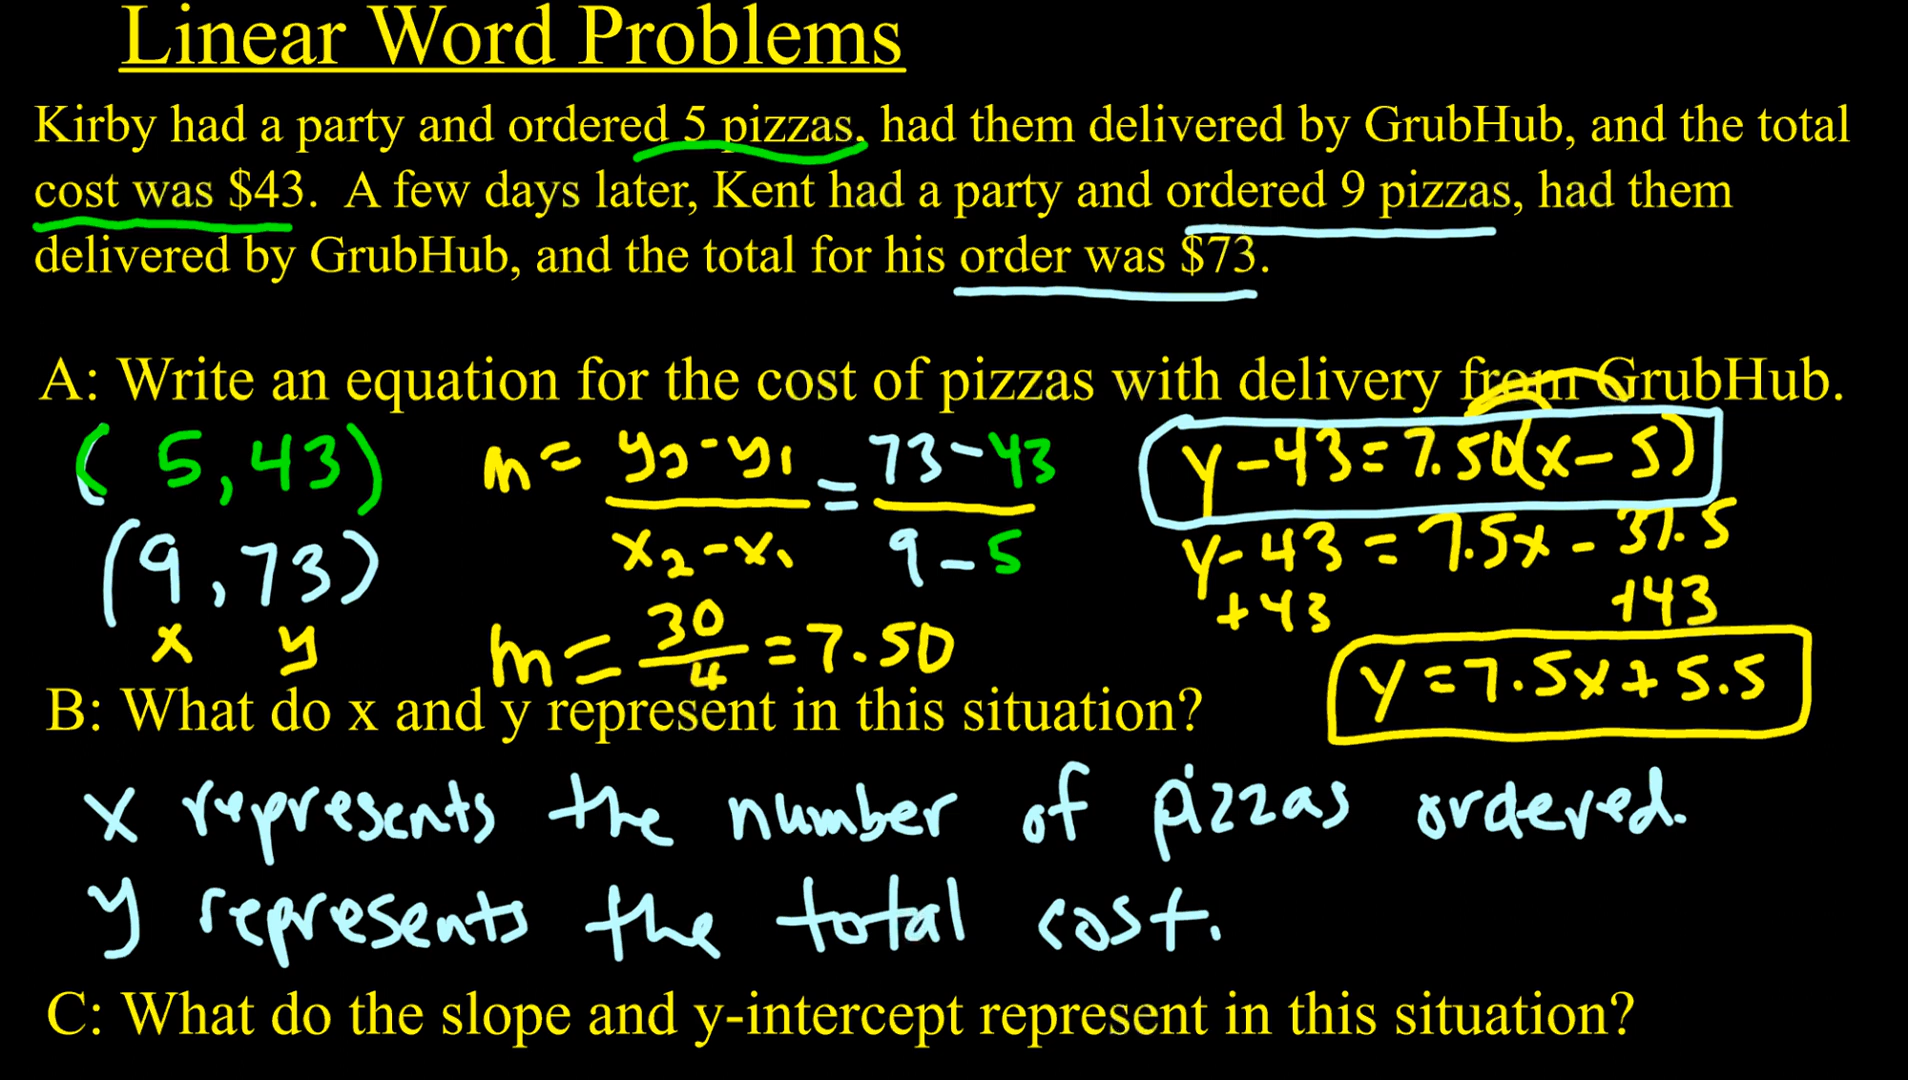 Linear Word Problems
Kirby had a party and ordered 5 pizzas, had them delivered by GrubHub, and the total
cost was $43. A few days later, Kent had a party and ordered 9 pizzas, had them
delivered by GrubHub, and the total for his order was $73.
A: Write an equation for the cost of pizzas with delivery from GrubHub.
(5,43) m = y2-y1/x2-x1 = 73-43/9-5 y-43=7.50(x-5)
(9,73) y-43=7.5x-37.5
+43 +43
x y m = 30/4 = 7.50 y=7.5x+5.5
B: What do x and y represent in this situation?
x represents the number of pizzas ordered.
y represents the total cost.
C: What do the slope and y-intercept represent in this situation?